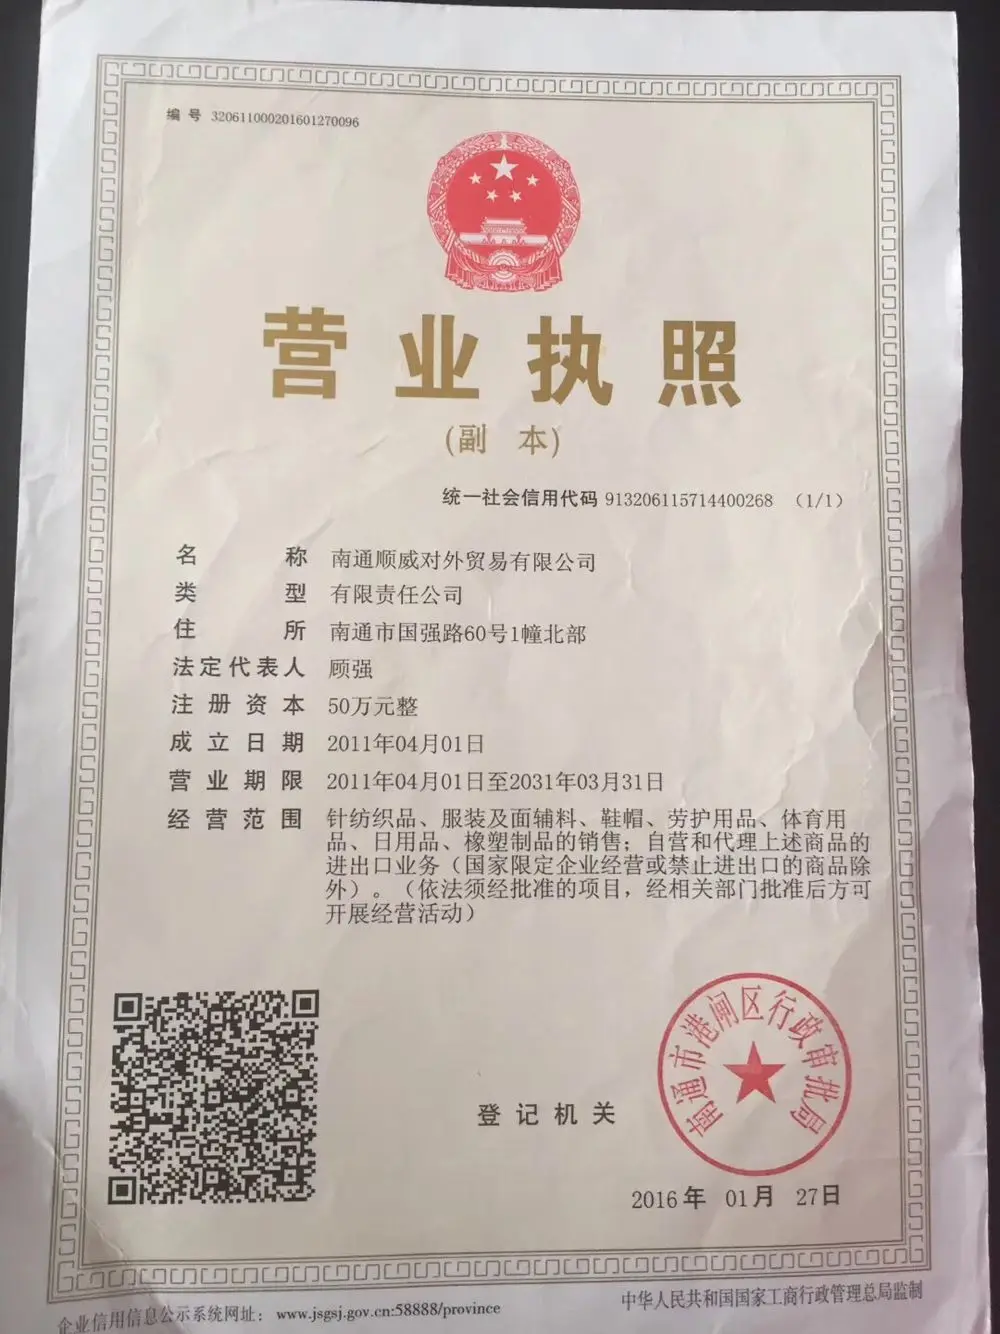 编 号 320611000201601270096
营业执照
(副 本)
统一社会信用代码 913206115714400268 (1/1)
名 称 南通顺威对外贸易有限公司
类 型 有限责任公司
住 所 南通市国强路60号1幢北部
法定代表人 顾强
注 册 资 本 50万元整
成 立 日 期 2011年04月01日
营 业 期 限 2011年04月01日至2031年03月31日
经 营 范 围 针纺织品、服装及面辅料、鞋帽、劳护用品、体育用
品、日用品、橡塑制品的销售；自营和代理上述商品的
进出口业务（国家限定企业经营或禁止进出口的商品除
外）。（依法须经批准的项目，经相关部门批准后方可
开展经营活动）
南通市港闸区行政审批局
登 记 机 关
2016 年 01 月 27 日
企业信用信息公示系统网址： www.jsgsj.gov.cn:58888/province
中华人民共和国国家工商行政管理总局监制